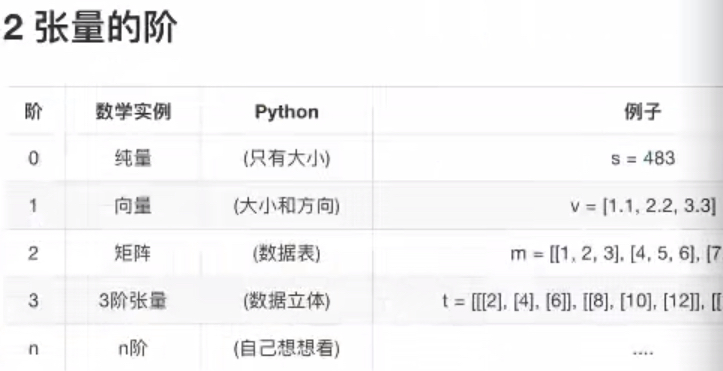 2 张量的阶
阶 数学实例 Python 例子
0 纯量 (只有大小) s = 483
1 向量 (大小和方向) v = [1.1, 2.2, 3.3]
2 矩阵 (数据表) m = [[1, 2, 3], [4, 5, 6], [7
3 3阶张量 (数据立体) t = [[[2], [4], [6]], [[8], [10], [12]], [[
n n阶 (自己想想看) ....